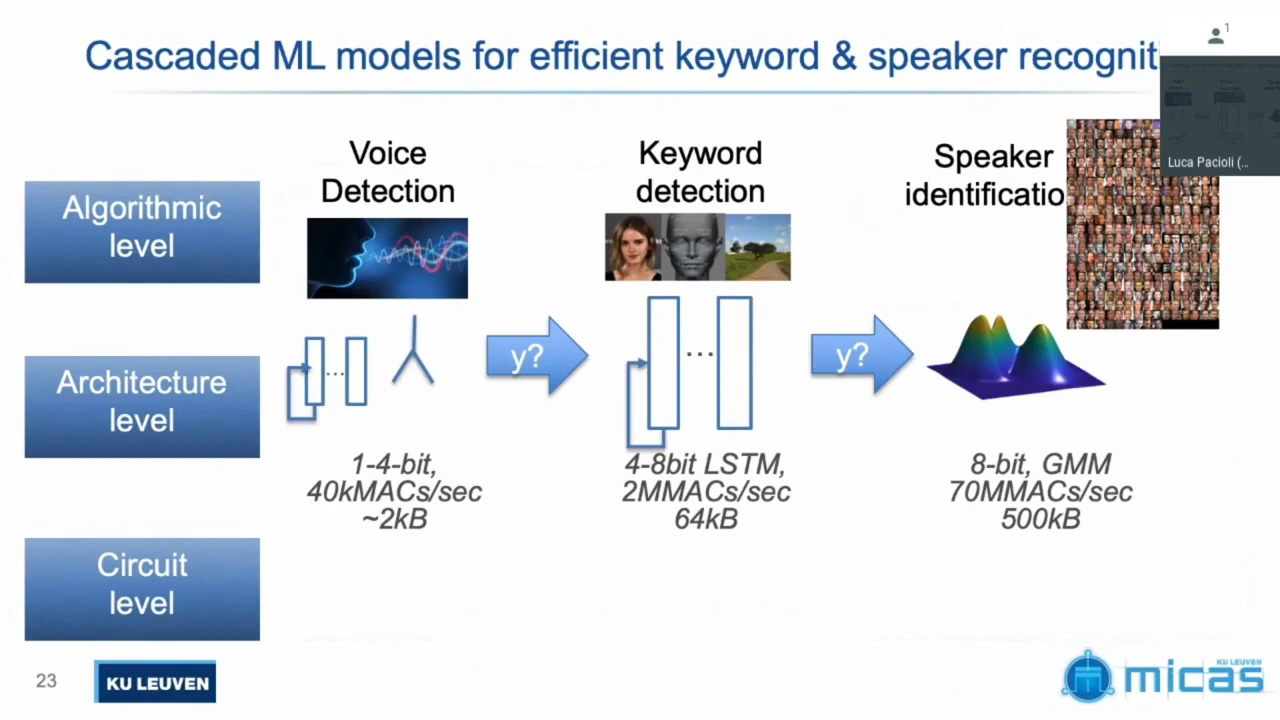 Cascaded ML models for efficient keyword & speaker recognit
1
Luca Pacioli (...
Algorithmic
level
Voice
Detection
Keyword
detection
Speaker
identificatio
Architecture
level
...
y?
...
y?
1-4-bit,
40kMACs/sec
~2kB
4-8bit LSTM,
2MMACs/sec
64kB
8-bit, GMM
70MMACs/sec
500kB
Circuit
level
23
KU LEUVEN
KU LEUVEN
micas